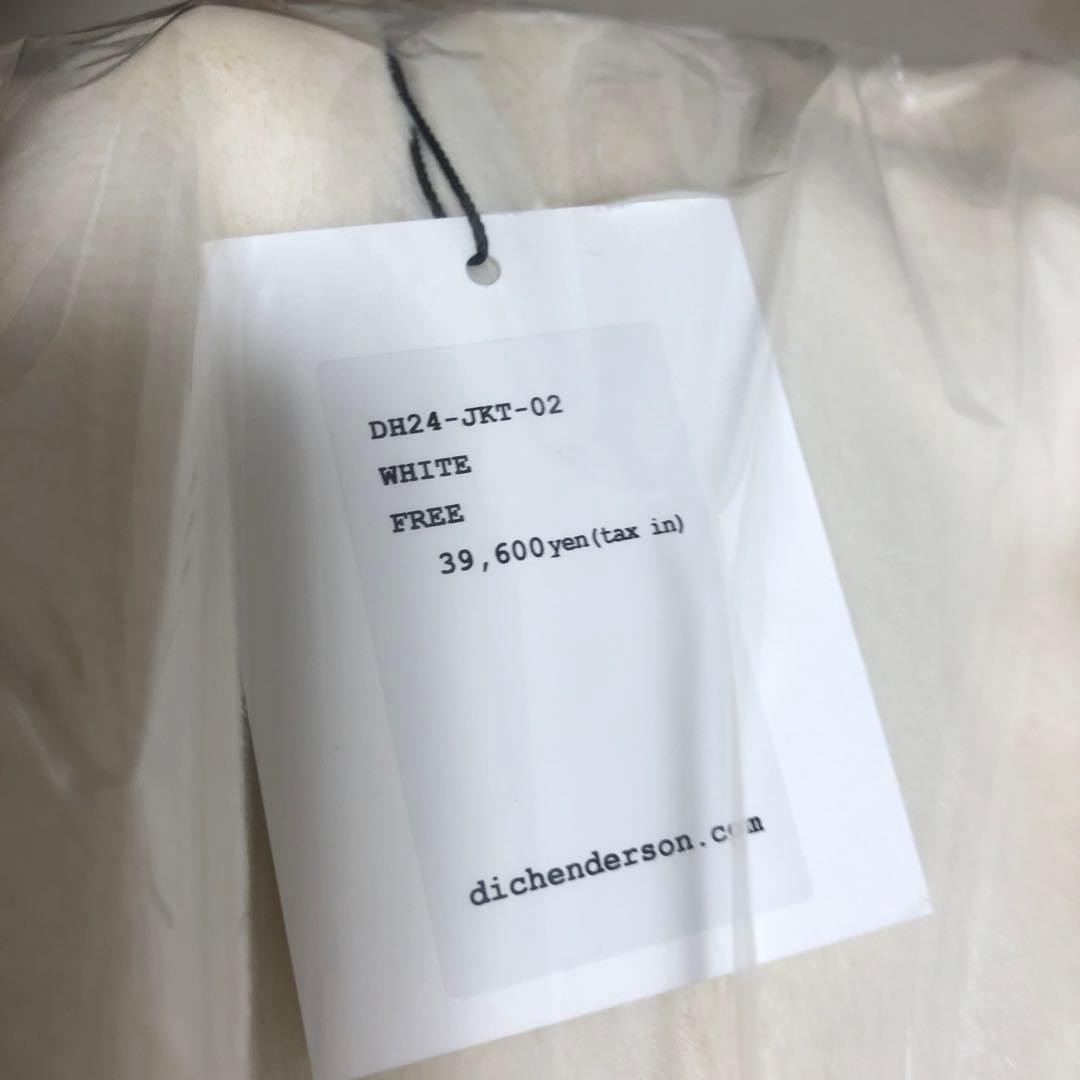 DH24-JKT-02
WHITE
FREE
39,600yen(tax in)
dichenderson.com